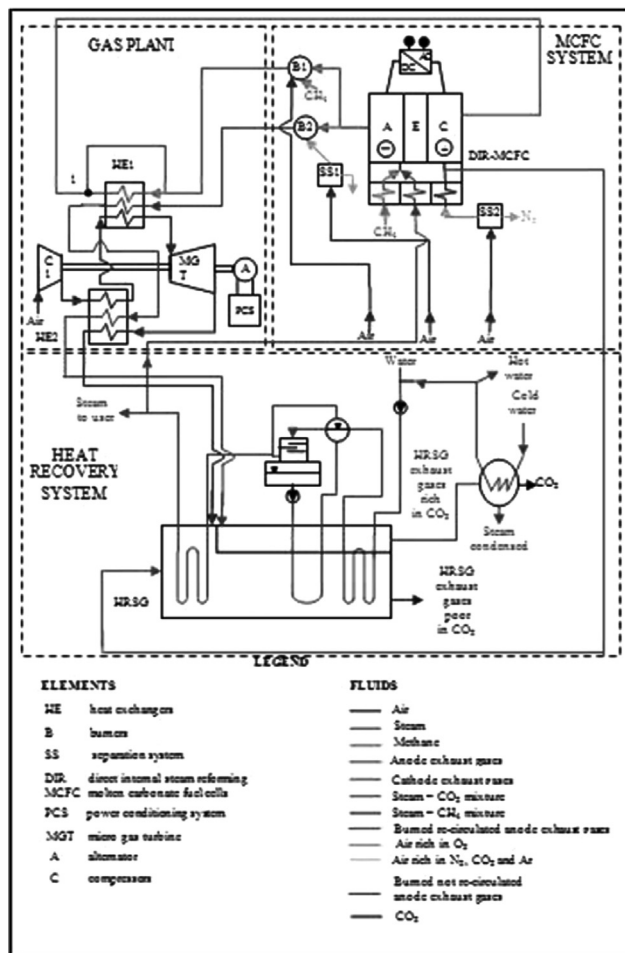 GAS PLANT
MCFC
SYSTEM
B1
CH4
DC
AC
A
E
C
DIR-MCFC
B2
SS1
SS2
N2
CH4
1
HE1
C
MG
T
A
PCS
Air
HE2
Air
Air
Air
Steam
to user
Water
Hot
water
Cold
water
HEAT
RECOVERY
SYSTEM
HRSG
exhaust
gases
rich
in CO2
CO2
Steam
condensed
HRSG
HRSG
exhaust
gases
poor
in CO2
LEGEND
ELEMENTS
HE heat exchangers
B burners
SS separation system
DIR direct internal steam reforming
MCFC molten carbonate fuel cells
PCS power conditioning system
MGT micro gas turbine
A alternator
C compressors
FLUIDS
Air
Steam
Methane
Anode exhaust gases
Cathode exhaust gases
Steam – CO2 mixture
Steam – CH4 mixture
Burned re-circulated anode exhaust gases
Air rich in O2
Air rich in N2, CO2 and Ar
Burned not re-circulated
anode exhaust gases
CO2